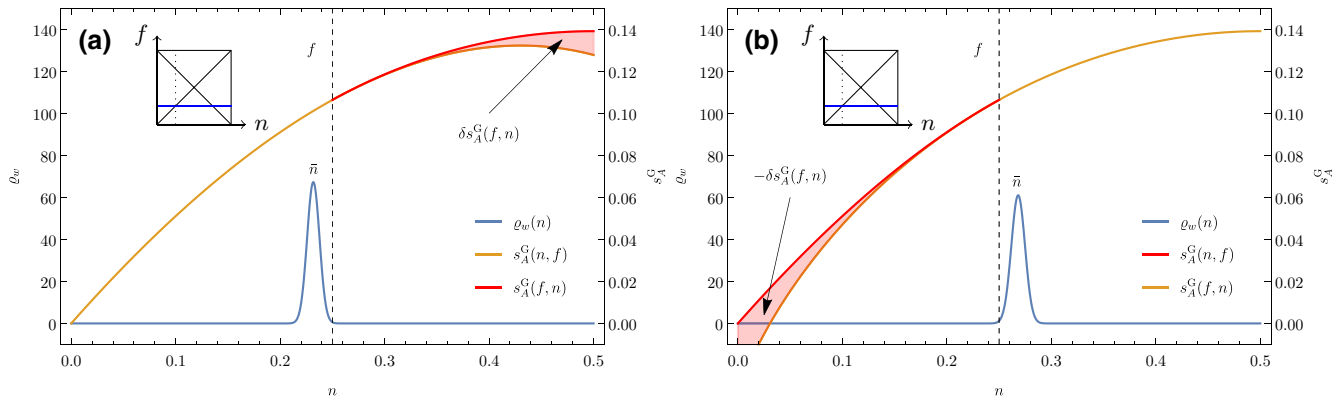 (a)
f
n
f
δs_A^G(f, n)
n̄
ϱ_w(n)
s_A^G(n, f)
s_A^G(f, n)
140
120
100
80
60
40
20
0
ϱ_w
0.0
0.1
0.2
0.3
0.4
0.5
n
0.14
0.12
0.10
0.08
0.06
0.04
0.02
0.00
s_A^G
(b)
f
n
f
−δs_A^G(f, n)
n̄
ϱ_w(n)
s_A^G(n, f)
s_A^G(f, n)
140
120
100
80
60
40
20
0
ϱ_w
0.0
0.1
0.2
0.3
0.4
0.5
n
0.14
0.12
0.10
0.08
0.06
0.04
0.02
0.00
s_A^G